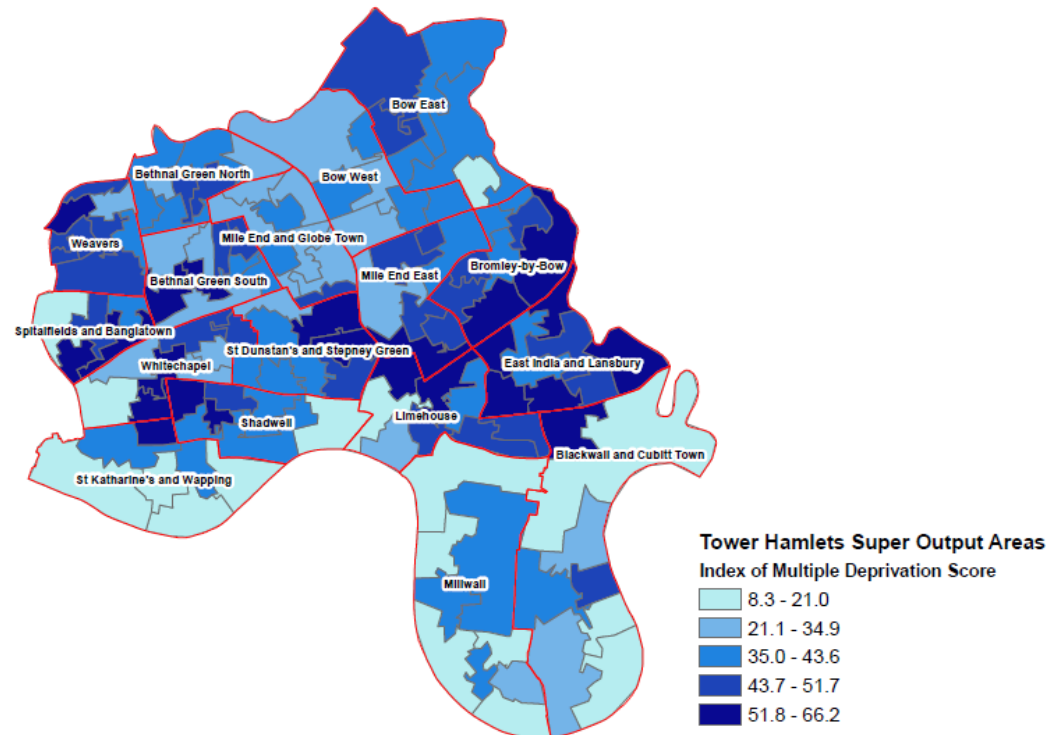 Bow East
Bethnal Green North
Bow West
Weavers
Mile End and Globe Town
Bromley-by-Bow
Mile End East
Bethnal Green South
Spitalfields and Banglatown
St Dunstan's and Stepney Green
Whitechapel
East India and Lansbury
Limehouse
Shadwell
Blackwall and Cubitt Town
St Katharine's and Wapping
Millwall
Tower Hamlets Super Output Areas
Index of Multiple Deprivation Score
8.3 - 21.0
21.1 - 34.9
35.0 - 43.6
43.7 - 51.7
51.8 - 66.2